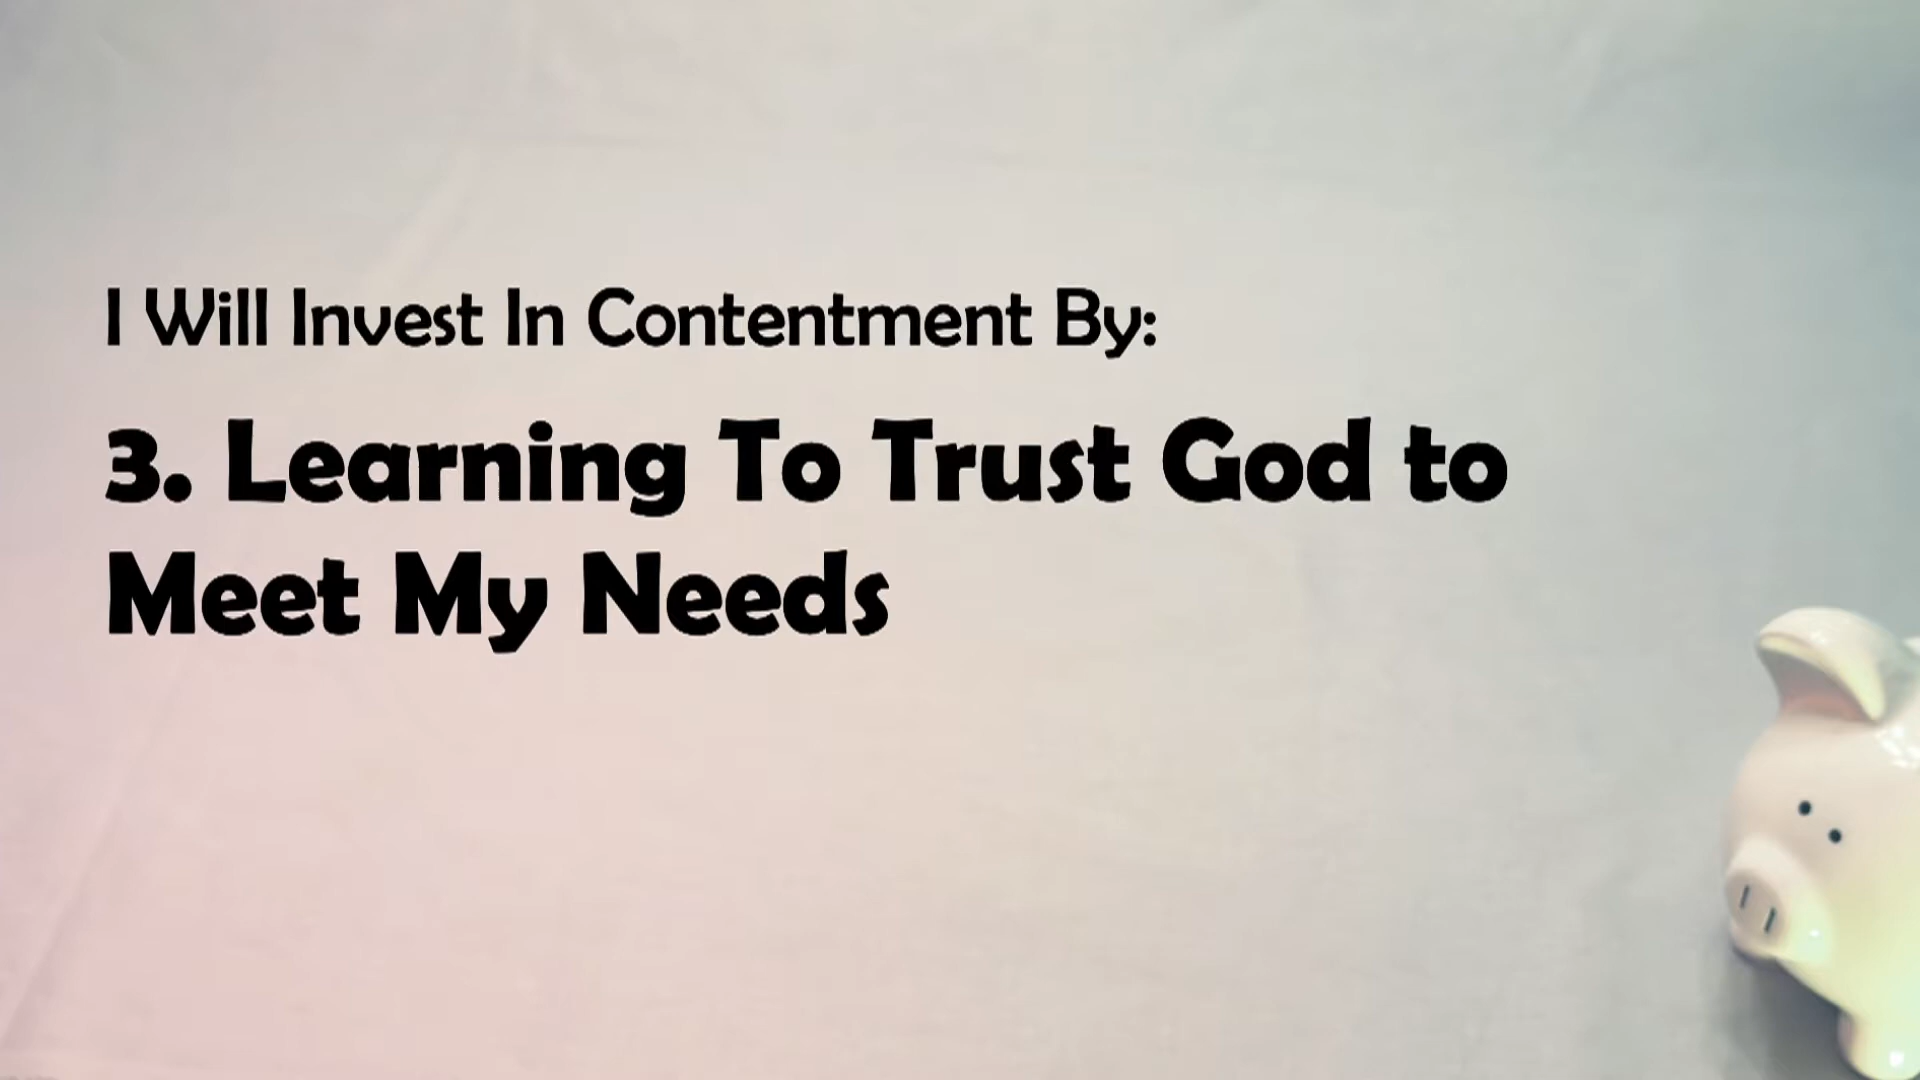 I Will Invest In Contentment By:
3. Learning To Trust God to
Meet My Needs